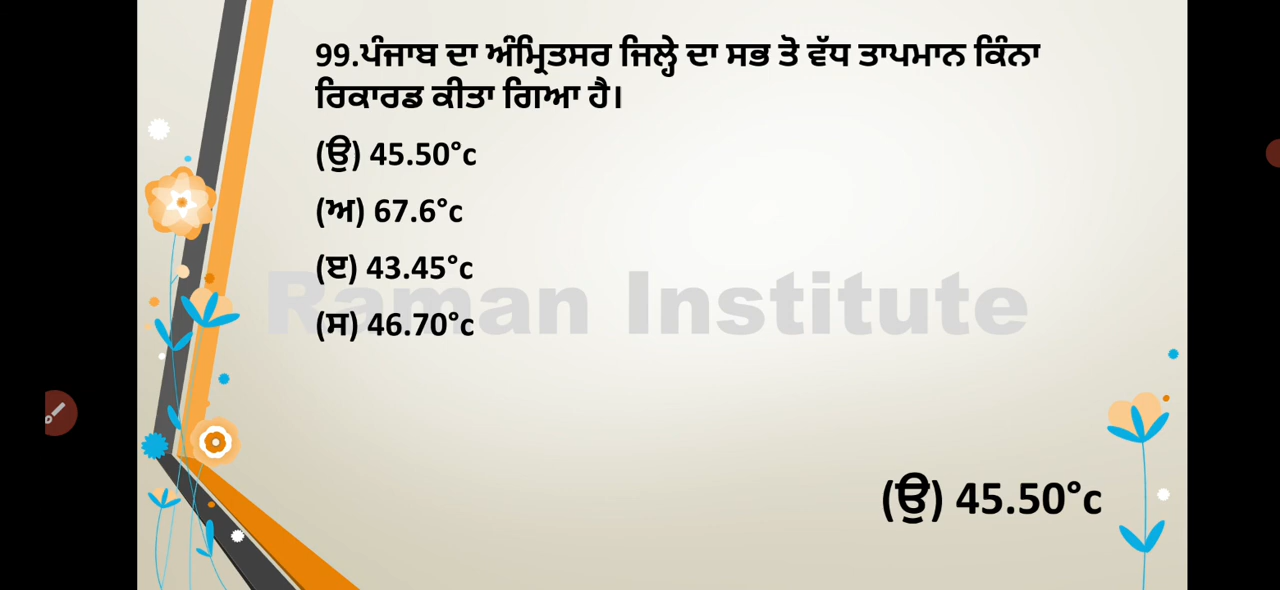 99.ਪੰਜਾਬ ਦਾ ਅੰਮ੍ਰਿਤਸਰ ਜਿਲ੍ਹੇ ਦਾ ਸਭ ਤੋ ਵੱਧ ਤਾਪਮਾਨ ਕਿੰਨਾ
ਰਿਕਾਰਡ ਕੀਤਾ ਗਿਆ ਹੈ।
(ਉ) 45.50°c
(ਅ) 67.6°c
(ੲ) 43.45°c
Raman Institute
(ਸ) 46.70°c
(ੳ) 45.50°c